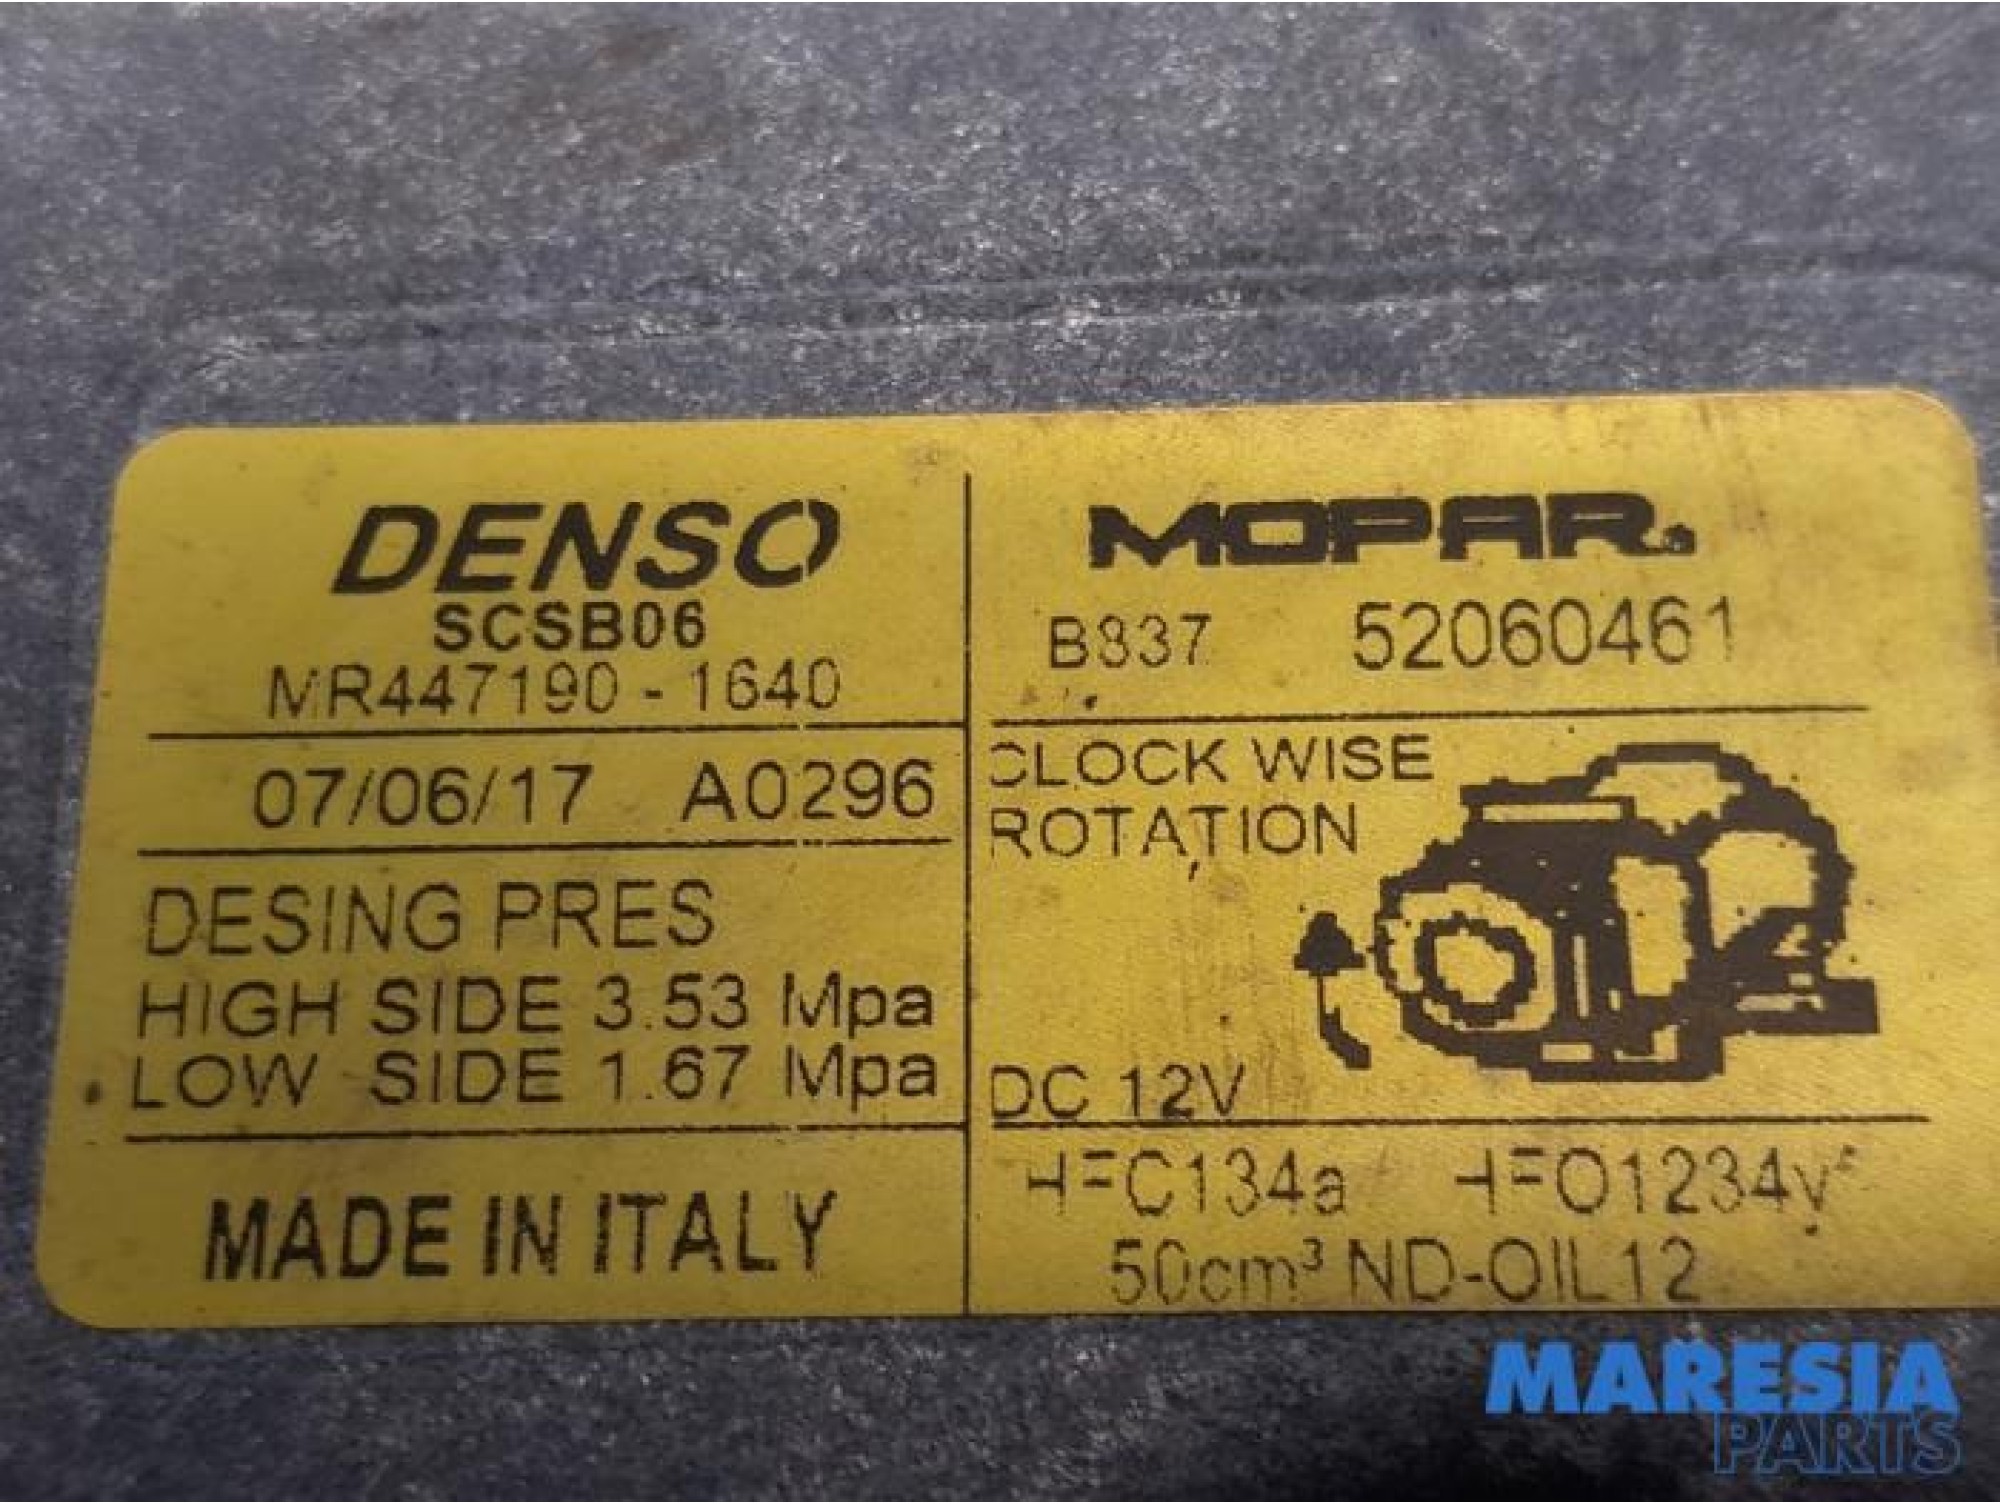 DENSO
SCSB06
MR447190-1640
07/06/17 A0296
DESING PRES
HIGH SIDE 3.53 Mpa
LOW SIDE 1.67 Mpa
MADE IN ITALY
MOPAR
B337 52060461
CLOCK WISE
ROTATION
DC 12V
HFC134a HFO1234yF
50cm³ ND-OIL12
MARESIA
PARTS